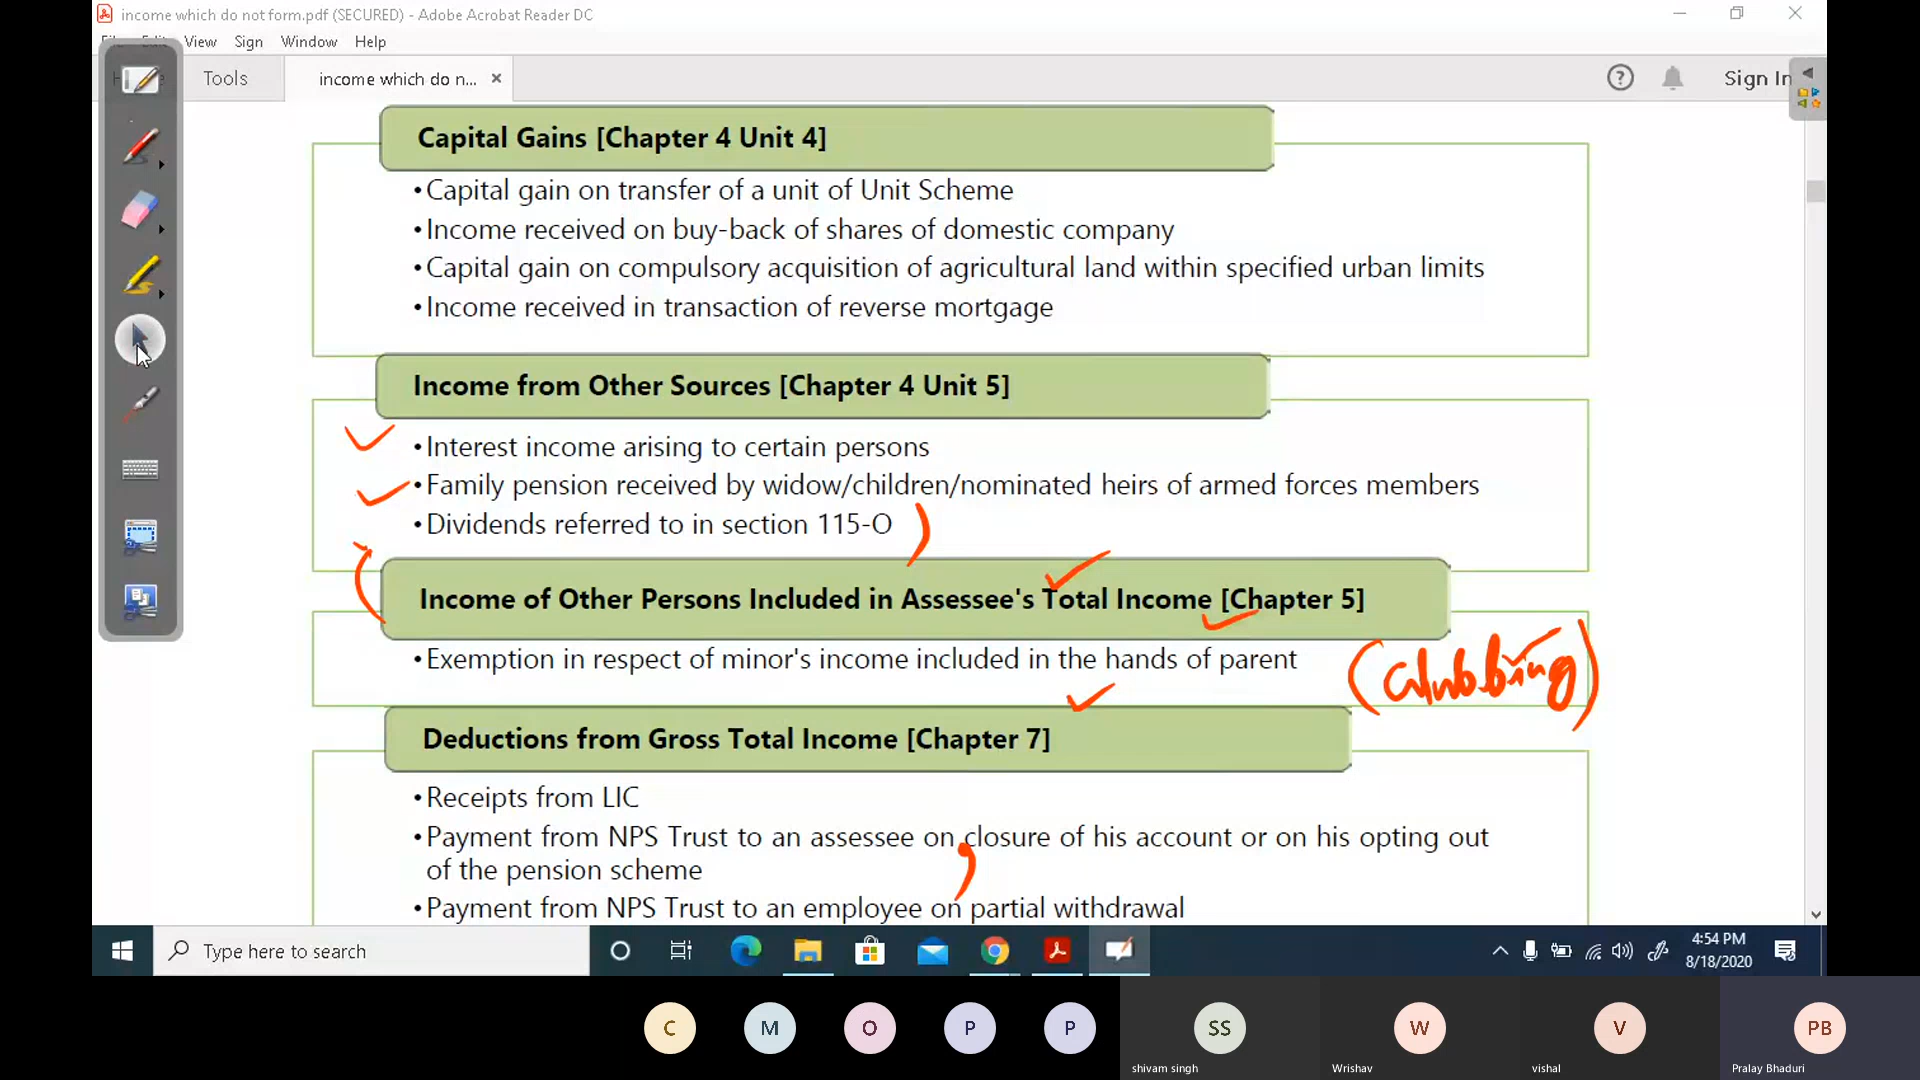 income which do not form.pdf (SECURED) - Adobe Acrobat Reader DC
View Sign Window Help
Tools income which do n... Sign In
Capital Gains [Chapter 4 Unit 4]
•Capital gain on transfer of a unit of Unit Scheme
•Income received on buy-back of shares of domestic company
•Capital gain on compulsory acquisition of agricultural land within specified urban limits
•Income received in transaction of reverse mortgage
Income from Other Sources [Chapter 4 Unit 5]
•Interest income arising to certain persons
•Family pension received by widow/children/nominated heirs of armed forces members
•Dividends referred to in section 115-O
Income of Other Persons Included in Assessee's Total Income [Chapter 5]
•Exemption in respect of minor's income included in the hands of parent
(clubbing)
Deductions from Gross Total Income [Chapter 7]
•Receipts from LIC
•Payment from NPS Trust to an assessee on closure of his account or on his opting out
of the pension scheme
•Payment from NPS Trust to an employee on partial withdrawal
Type here to search
4:54 PM
8/18/2020
C M O P P SS W V PB
shivam singh Wrishav vishal Pralay Bhaduri